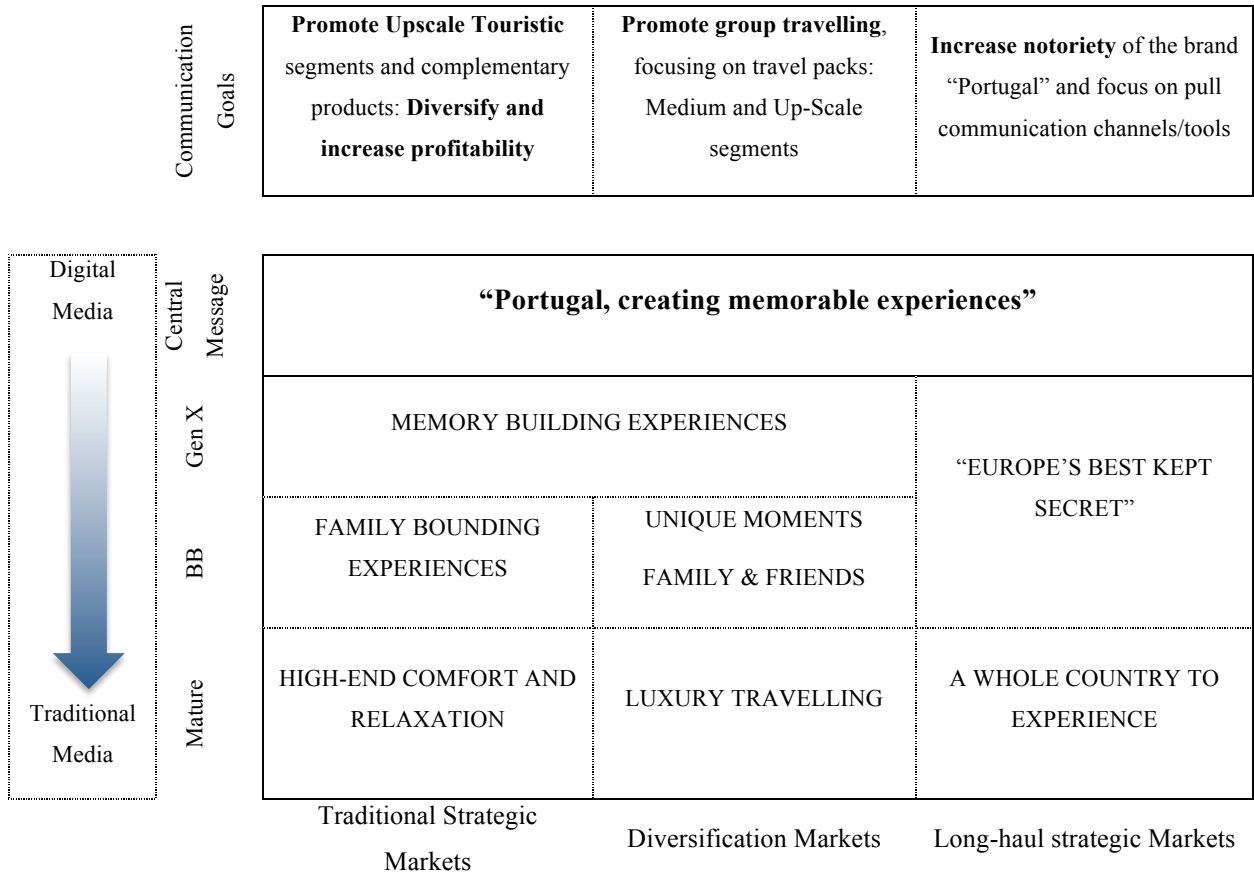 Communication
Goals
Promote Upscale Touristic
segments and complementary
products: Diversify and
increase profitability
Promote group travelling,
focusing on travel packs:
Medium and Up-Scale
segments
Increase notoriety of the brand
“Portugal” and focus on pull
communication channels/tools
Digital
Media
Traditional
Media
Central
Message
“Portugal, creating memorable experiences”
Gen X
MEMORY BUILDING EXPERIENCES
“EUROPE’S BEST KEPT
SECRET”
BB
FAMILY BOUNDING
EXPERIENCES
UNIQUE MOMENTS
FAMILY & FRIENDS
Mature
HIGH-END COMFORT AND
RELAXATION
LUXURY TRAVELLING
A WHOLE COUNTRY TO
EXPERIENCE
Traditional Strategic
Markets
Diversification Markets
Long-haul strategic Markets